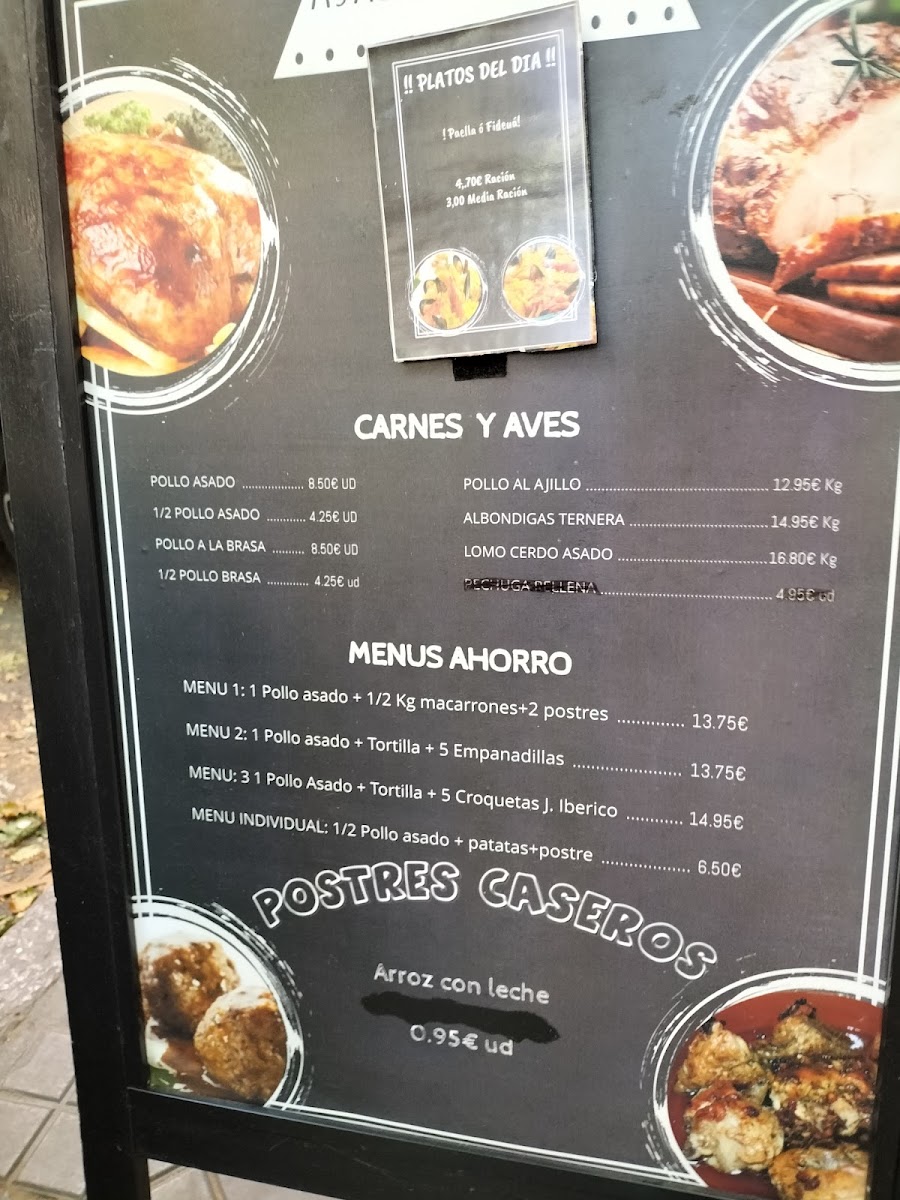 !! PLATOS DEL DIA !!
! Paella ó Fideuá!
4,.70€ Ración
3,00 Media Ración
CARNES Y AVES
POLLO ASADO .................. 8.50€ UD
1/2 POLLO ASADO ............ 4.25€ UD
POLLO A LA BRASA .......... 8.50€ UD
1/2 POLLO BRASA ............ 4.25€ ud
POLLO AL AJILLO ..................................................... 12.95€ Kg
ALBONDIGAS TERNERA ........................................ 14.95€ Kg
LOMO CERDO ASADO ........................................... 16.80€ Kg
PECHUGA RELLENA ................................................. 4.95€ ud
MENUS AHORRO
MENU 1: 1 Pollo asado + 1/2 Kg macarrones+2 postres .............. 13.75€
MENU 2: 1 Pollo asado + Tortilla + 5 Empanadillas ....................... 13.75€
MENU: 3 1 Pollo Asado + Tortilla + 5 Croquetas J. Iberico ............ 14.95€
MENU INDIVIDUAL: 1/2 Pollo asado + patatas+postre ................... 6.50€
POSTRES CASEROS
Arroz con leche
0.95€ ud